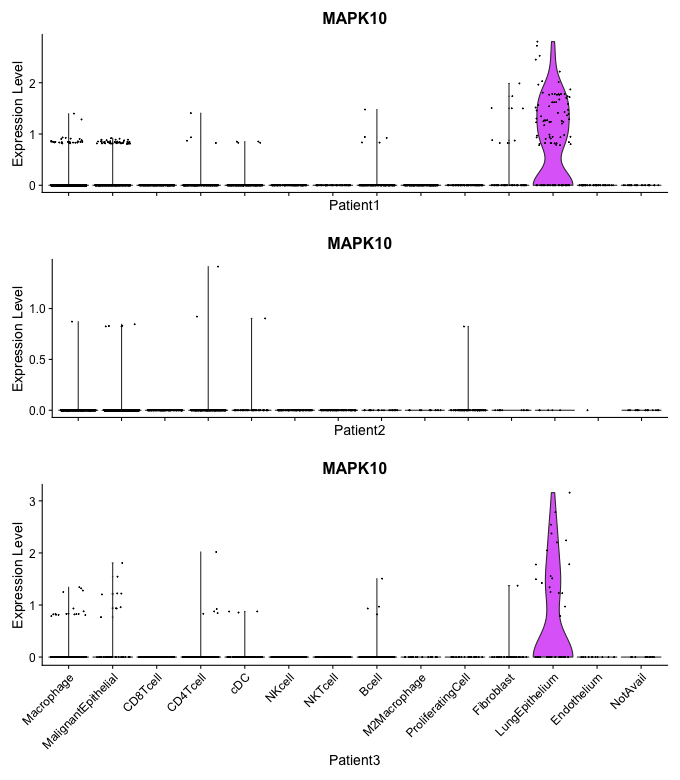 MAPK10
Expression Level
2
1
0
Patient1
MAPK10
Expression Level
1.0
0.5
0.0
Patient2
MAPK10
Expression Level
3
2
1
0
Macrophage
MalignantEpithelial
CD8Tcell
CD4Tcell
cDC
NKcell
NKTcell
Bcell
M2Macrophage
ProliferatingCell
Fibroblast
LungEpithelium
Endothelium
NotAvail
Patient3